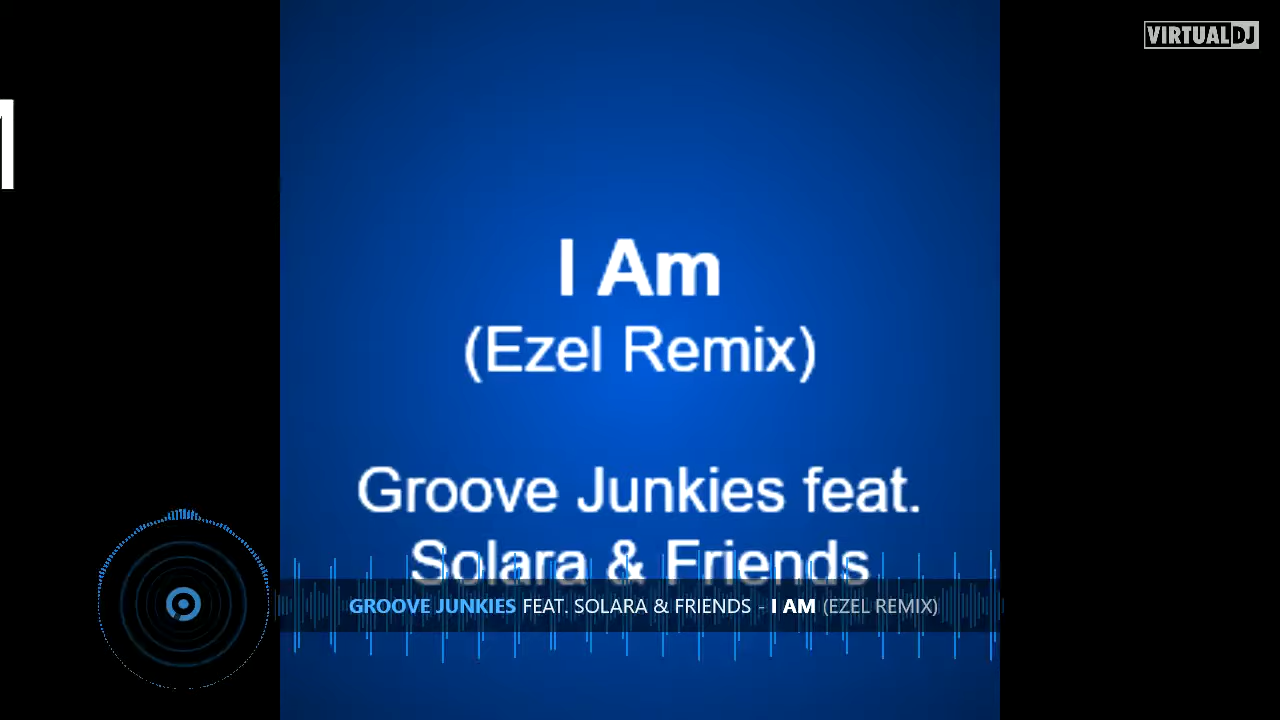 VIRTUALDJ
I Am
(Ezel Remix)
Groove Junkies feat.
Solara & Friends
GROOVE JUNKIES FEAT. SOLARA & FRIENDS - I AM (EZEL REMIX)